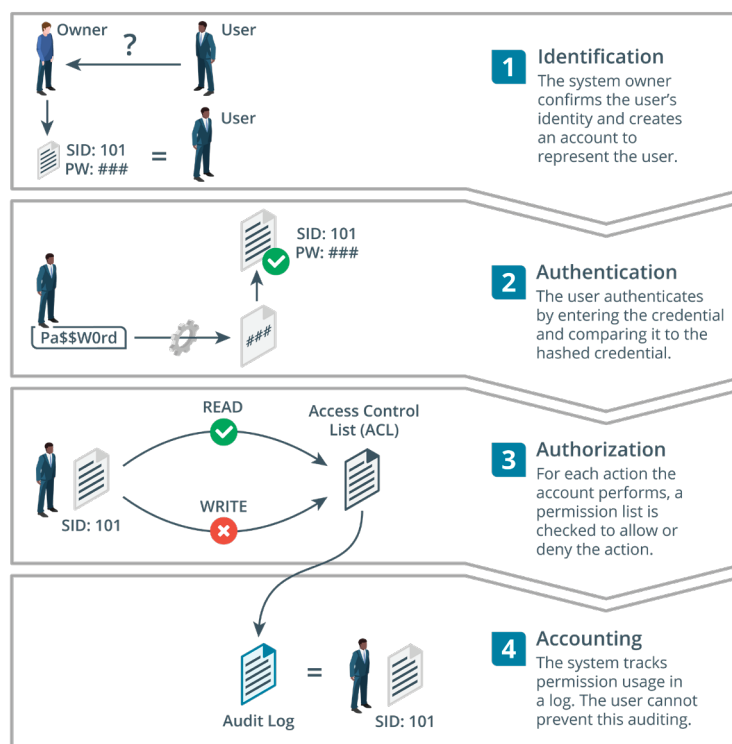 Owner
?
User
SID: 101
PW: ###
=
User
1
Identification
The system owner
confirms the user's
identity and creates
an account to
represent the user.
SID: 101
PW: ###
Pa$$W0rd
###
2
Authentication
The user authenticates
by entering the credential
and comparing it to the
hashed credential.
READ
Access Control
List (ACL)
WRITE
SID: 101
3
Authorization
For each action the
account performs, a
permission list is
checked to allow or
deny the action.
Audit Log
=
SID: 101
4
Accounting
The system tracks
permission usage in
a log. The user cannot
prevent this auditing.